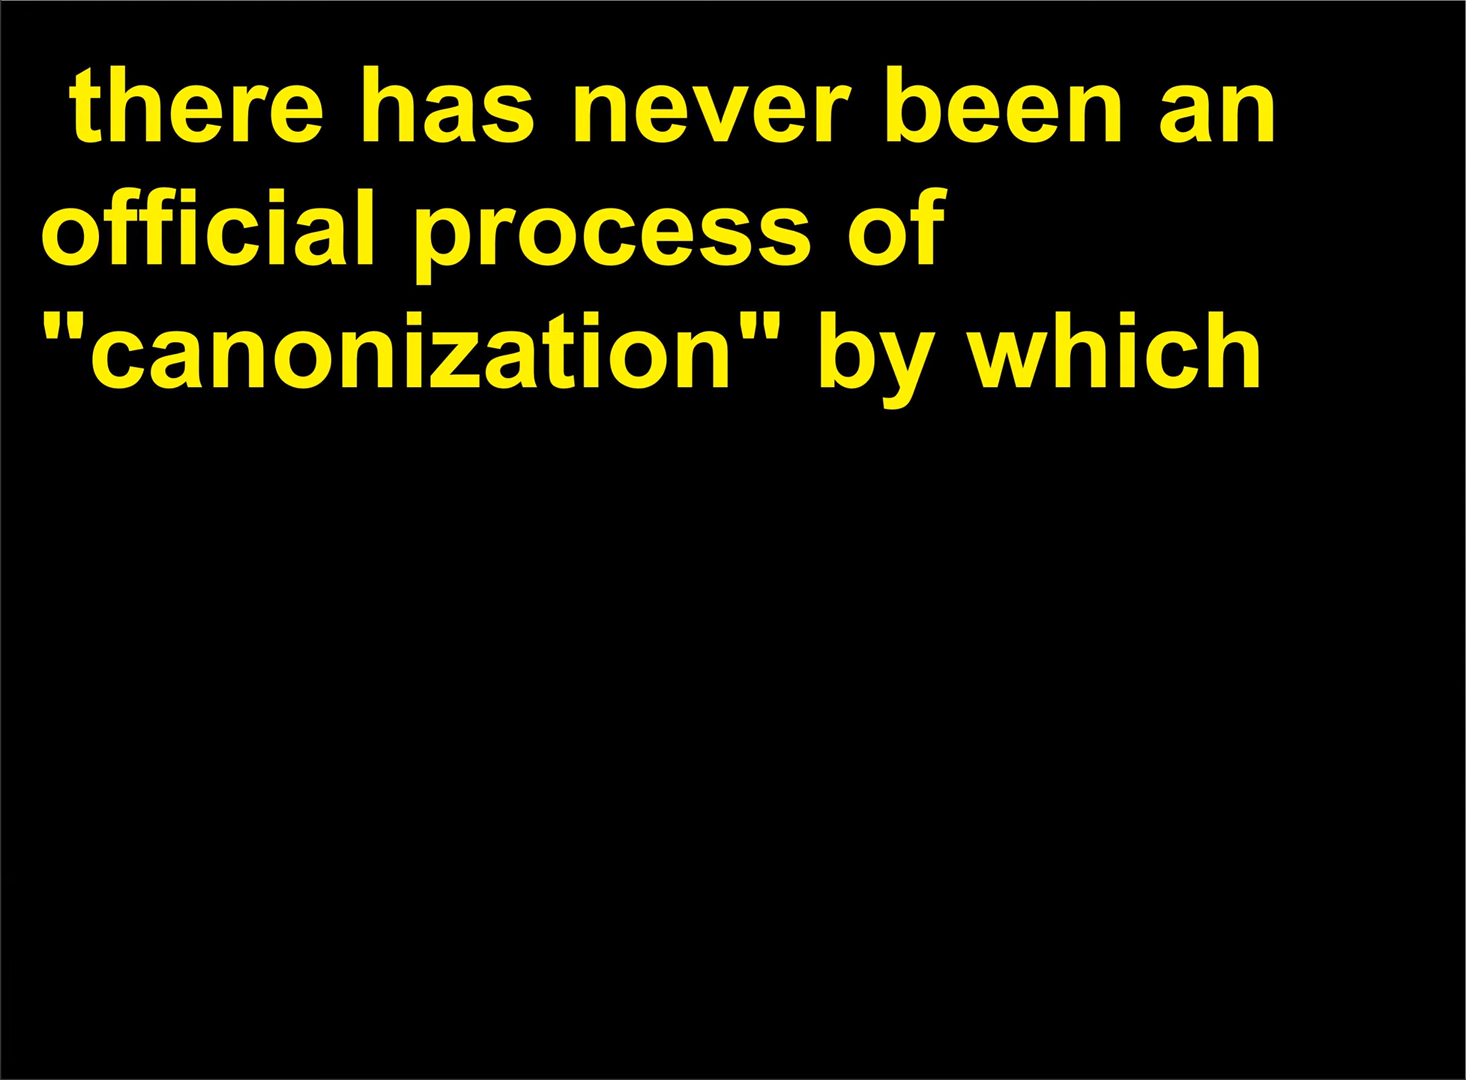 there has never been an
official process of
"canonization" by which